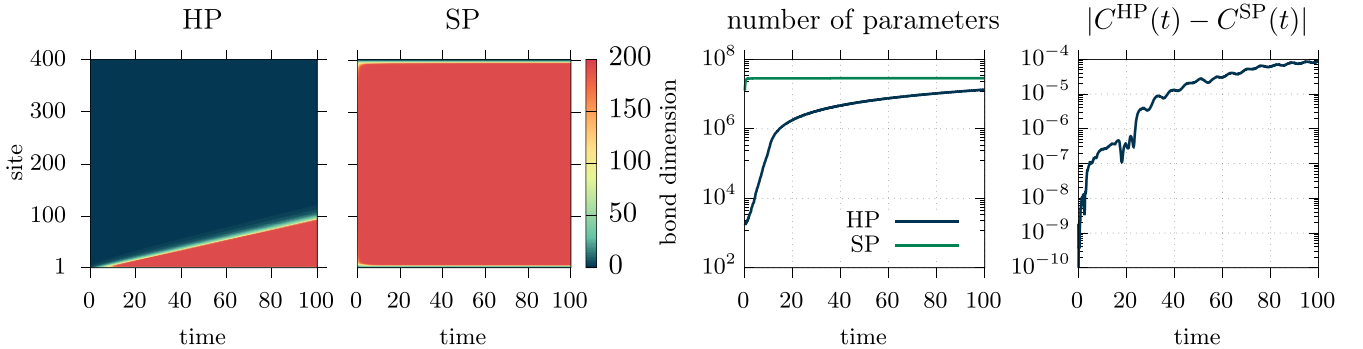 HP
SP
number of parameters
|C^HP(t) − C^SP(t)|
400
300
200
100
1
site
0 20 40 60 80 100
time
0 20 40 60 80 100
time
200
150
100
50
0
bond dimension
10^8
10^6
10^4
10^2
HP
SP
0 20 40 60 80 100
time
10^−4
10^−5
10^−6
10^−7
10^−8
10^−9
10^−10
0 20 40 60 80 100
time